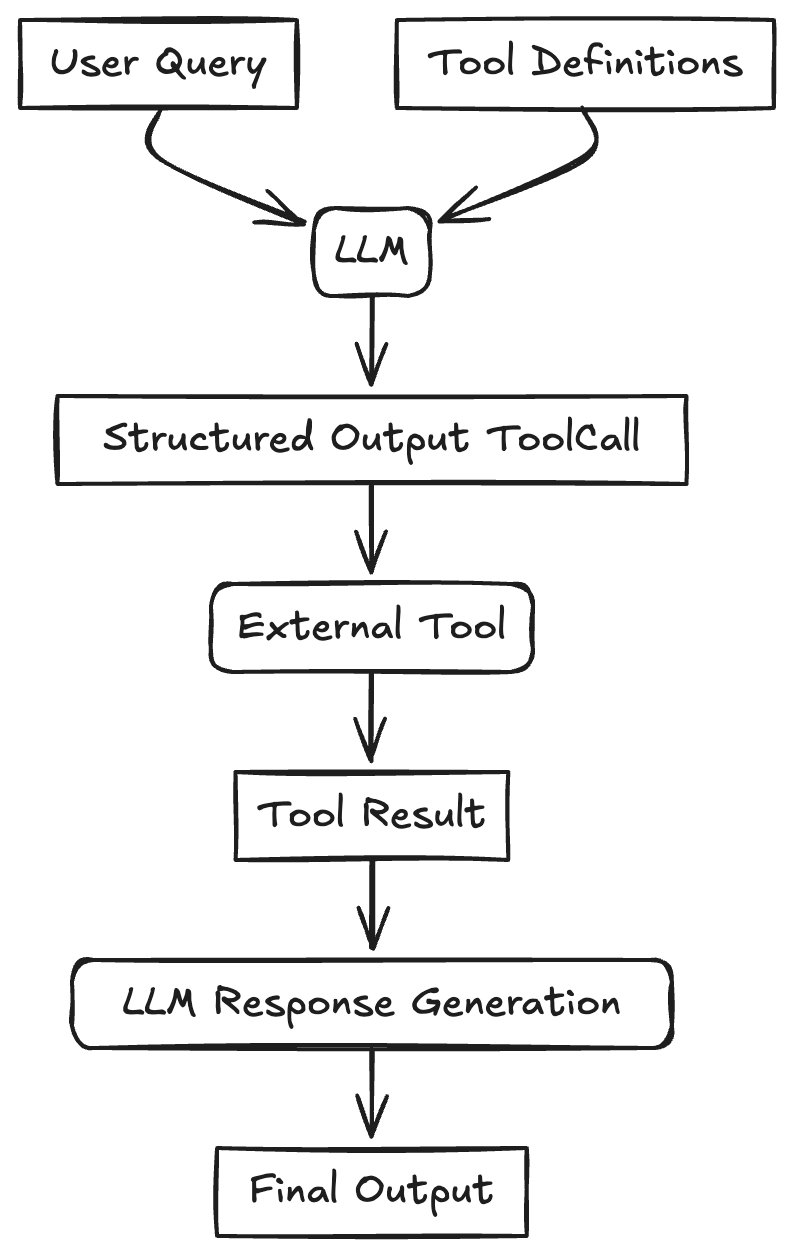 User Query
Tool Definitions
LLM
Structured Output ToolCall
External Tool
Tool Result
LLM Response Generation
Final Output